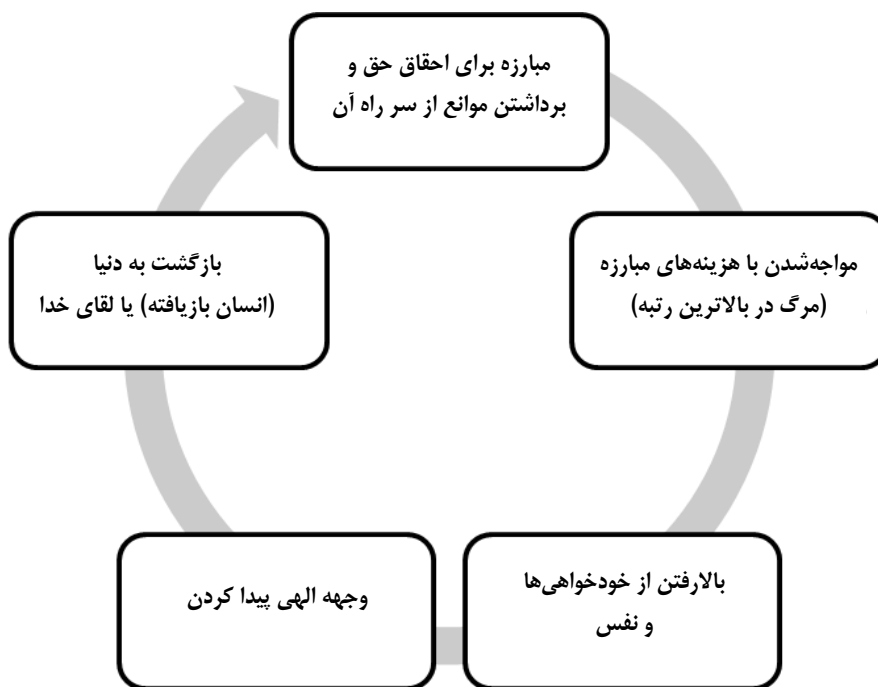 مبارزه برای احقاق حق و
برداشتن موانع از سر راه آن
مواجه‌شدن با هزینه‌های مبارزه
(مرگ در بالاترین رتبه)
بالارفتن از خودخواهی‌ها
و نفس
وجهه الهی پیدا کردن
بازگشت به دنیا
(انسان بازیافته) یا لقای خدا